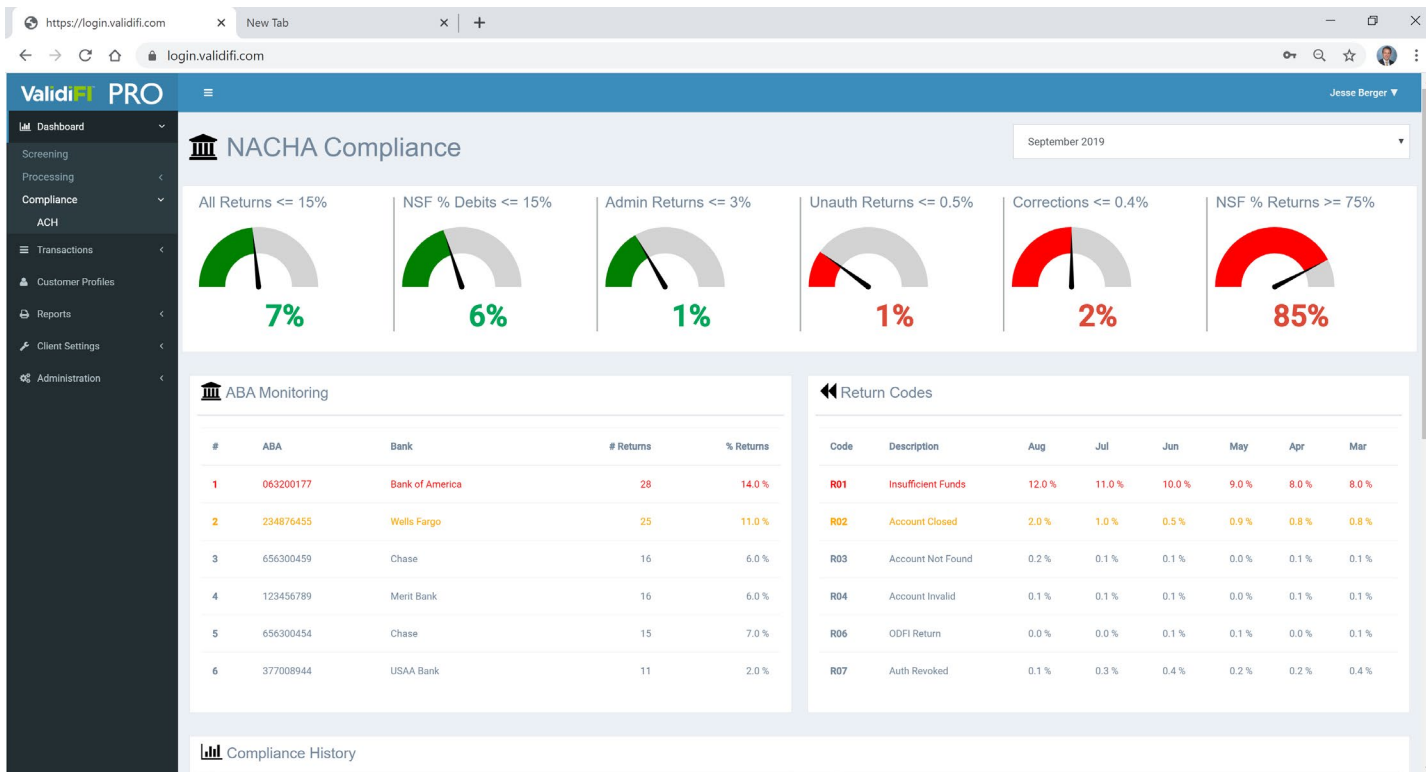 https://login.validifi.com
New Tab
login.validifi.com
ValidiFI PRO
Jesse Berger ▼
Dashboard
Screening
Processing
Compliance
ACH
Transactions
Customer Profiles
Reports
Client Settings
Administration
NACHA Compliance
September 2019
All Returns <= 15% NSF % Debits <= 15% Admin Returns <= 3% Unauth Returns <= 0.5% Corrections <= 0.4% NSF % Returns >= 75%
7% 6% 1% 1% 2% 85%
ABA Monitoring
# ABA Bank # Returns % Returns
1 063200177 Bank of America 28 14.0 %
2 234876455 Wells Fargo 25 11.0 %
3 656300459 Chase 16 6.0 %
4 123456789 Merit Bank 16 6.0 %
5 656300454 Chase 15 7.0 %
6 377008944 USAA Bank 11 2.0 %
Return Codes
Code Description Aug Jul Jun May Apr Mar
R01 Insufficient Funds 12.0 % 11.0 % 10.0 % 9.0 % 8.0 % 8.0 %
R02 Account Closed 2.0 % 1.0 % 0.5 % 0.9 % 0.8 % 0.8 %
R03 Account Not Found 0.2 % 0.1 % 0.1 % 0.0 % 0.1 % 0.1 %
R04 Account Invalid 0.1 % 0.1 % 0.1 % 0.0 % 0.1 % 0.1 %
R06 ODFI Return 0.0 % 0.0 % 0.1 % 0.1 % 0.0 % 0.1 %
R07 Auth Revoked 0.1 % 0.3 % 0.4 % 0.2 % 0.2 % 0.4 %
Compliance History